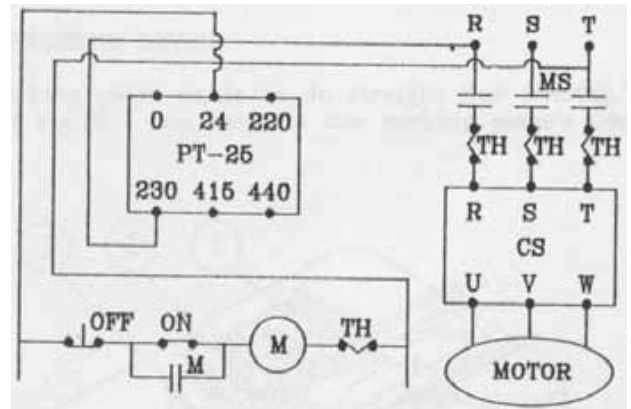 R S T
MS
0 24 220
PT-25
TH TH TH
230 415 440
R S T
CS
U V W
OFF ON
M
TH
M
MOTOR